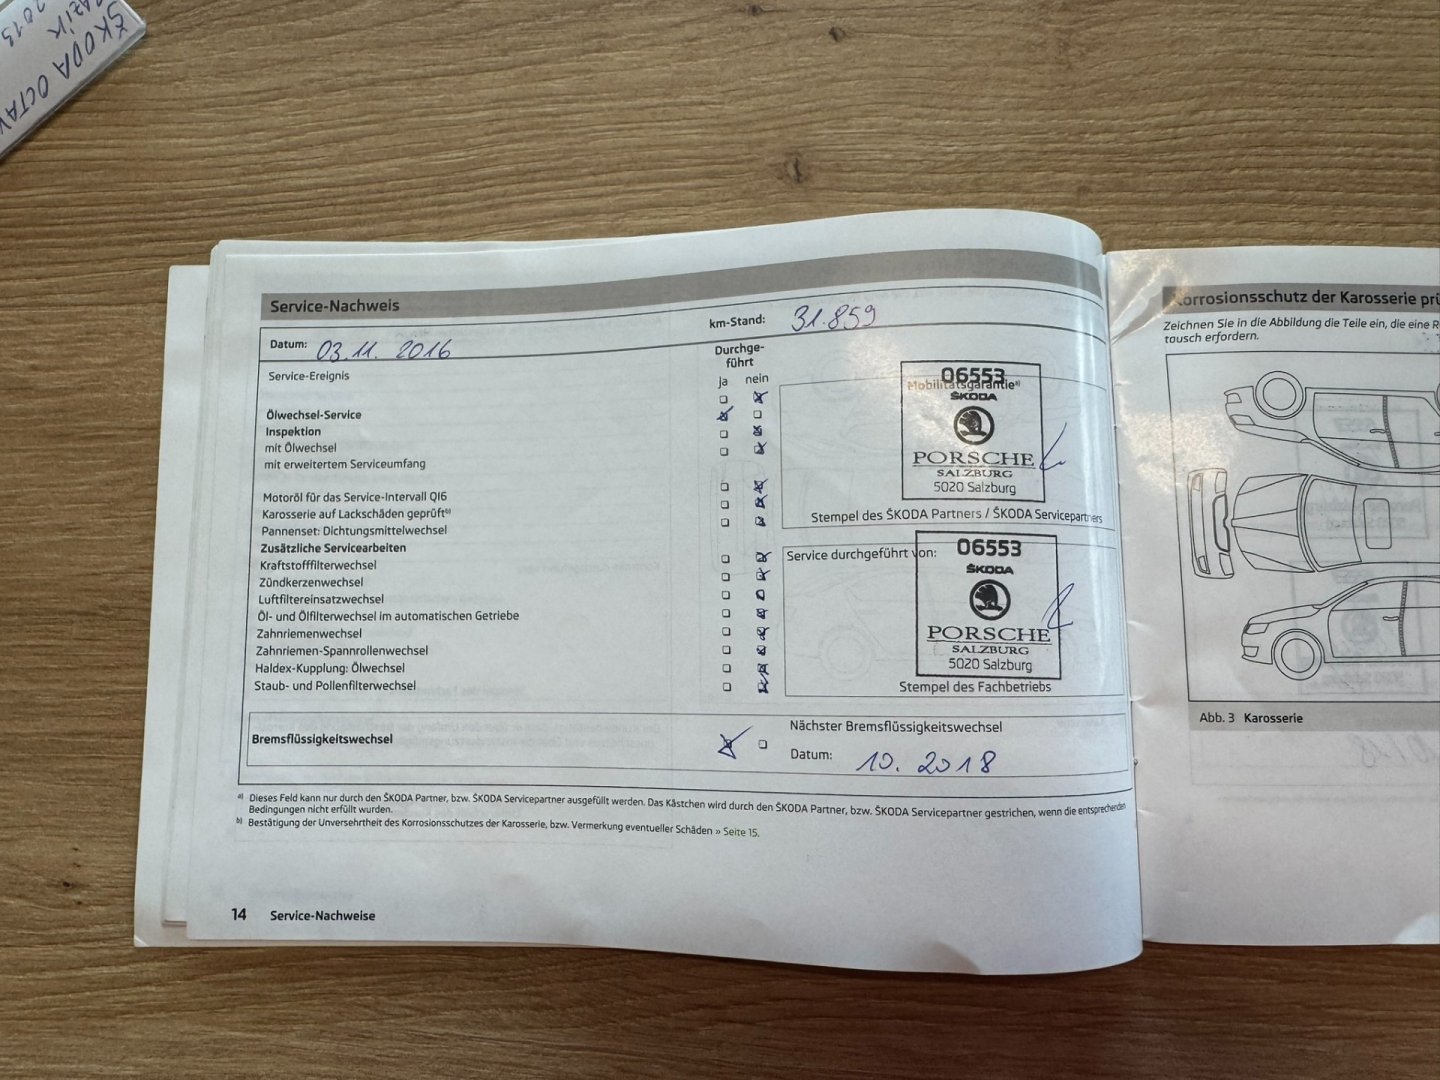 ŠKODA OCTAV
2013
Service-Nachweis
Datum: 03.11. 2016
km-Stand: 31.859
Service-Ereignis
Durchge-
führt
ja nein
Ölwechsel-Service
Inspektion
mit Ölwechsel
mit erweitertem Serviceumfang
Motoröl für das Service-Intervall QI6
Karosserie auf Lackschäden geprüft b)
Pannenset: Dichtungsmittelwechsel
Zusätzliche Servicearbeiten
Kraftstofffilterwechsel
Zündkerzenwechsel
Luftfiltereinsatzwechsel
Öl- und Ölfilterwechsel im automatischen Getriebe
Zahnriemenwechsel
Zahnriemen-Spannrollenwechsel
Haldex-Kupplung: Ölwechsel
Staub- und Pollenfilterwechsel
Mobilitätsgarantie a)
06553
ŠKODA
PORSCHE
SALZBURG
5020 Salzburg
Stempel des ŠKODA Partners / ŠKODA Servicepartners
Service durchgeführt von:
06553
ŠKODA
PORSCHE
SALZBURG
5020 Salzburg
Stempel des Fachbetriebs
Bremsflüssigkeitswechsel
Nächster Bremsflüssigkeitswechsel
Datum: 10. 2018
a) Dieses Feld kann nur durch den ŠKODA Partner, bzw. ŠKODA Servicepartner ausgefüllt werden. Das Kästchen wird durch den ŠKODA Partner, bzw. ŠKODA Servicepartner gestrichen, wenn die entsprechenden
Bedingungen nicht erfüllt wurden.
b) Bestätigung der Unversehrtheit des Korrosionsschutzes der Karosserie, bzw. Vermerkung eventueller Schäden » Seite 15.
14 Service-Nachweise
Korrosionsschutz der Karosserie prü
Zeichnen Sie in die Abbildung die Teile ein, die eine R
tausch erfordern.
Abb. 3 Karosserie